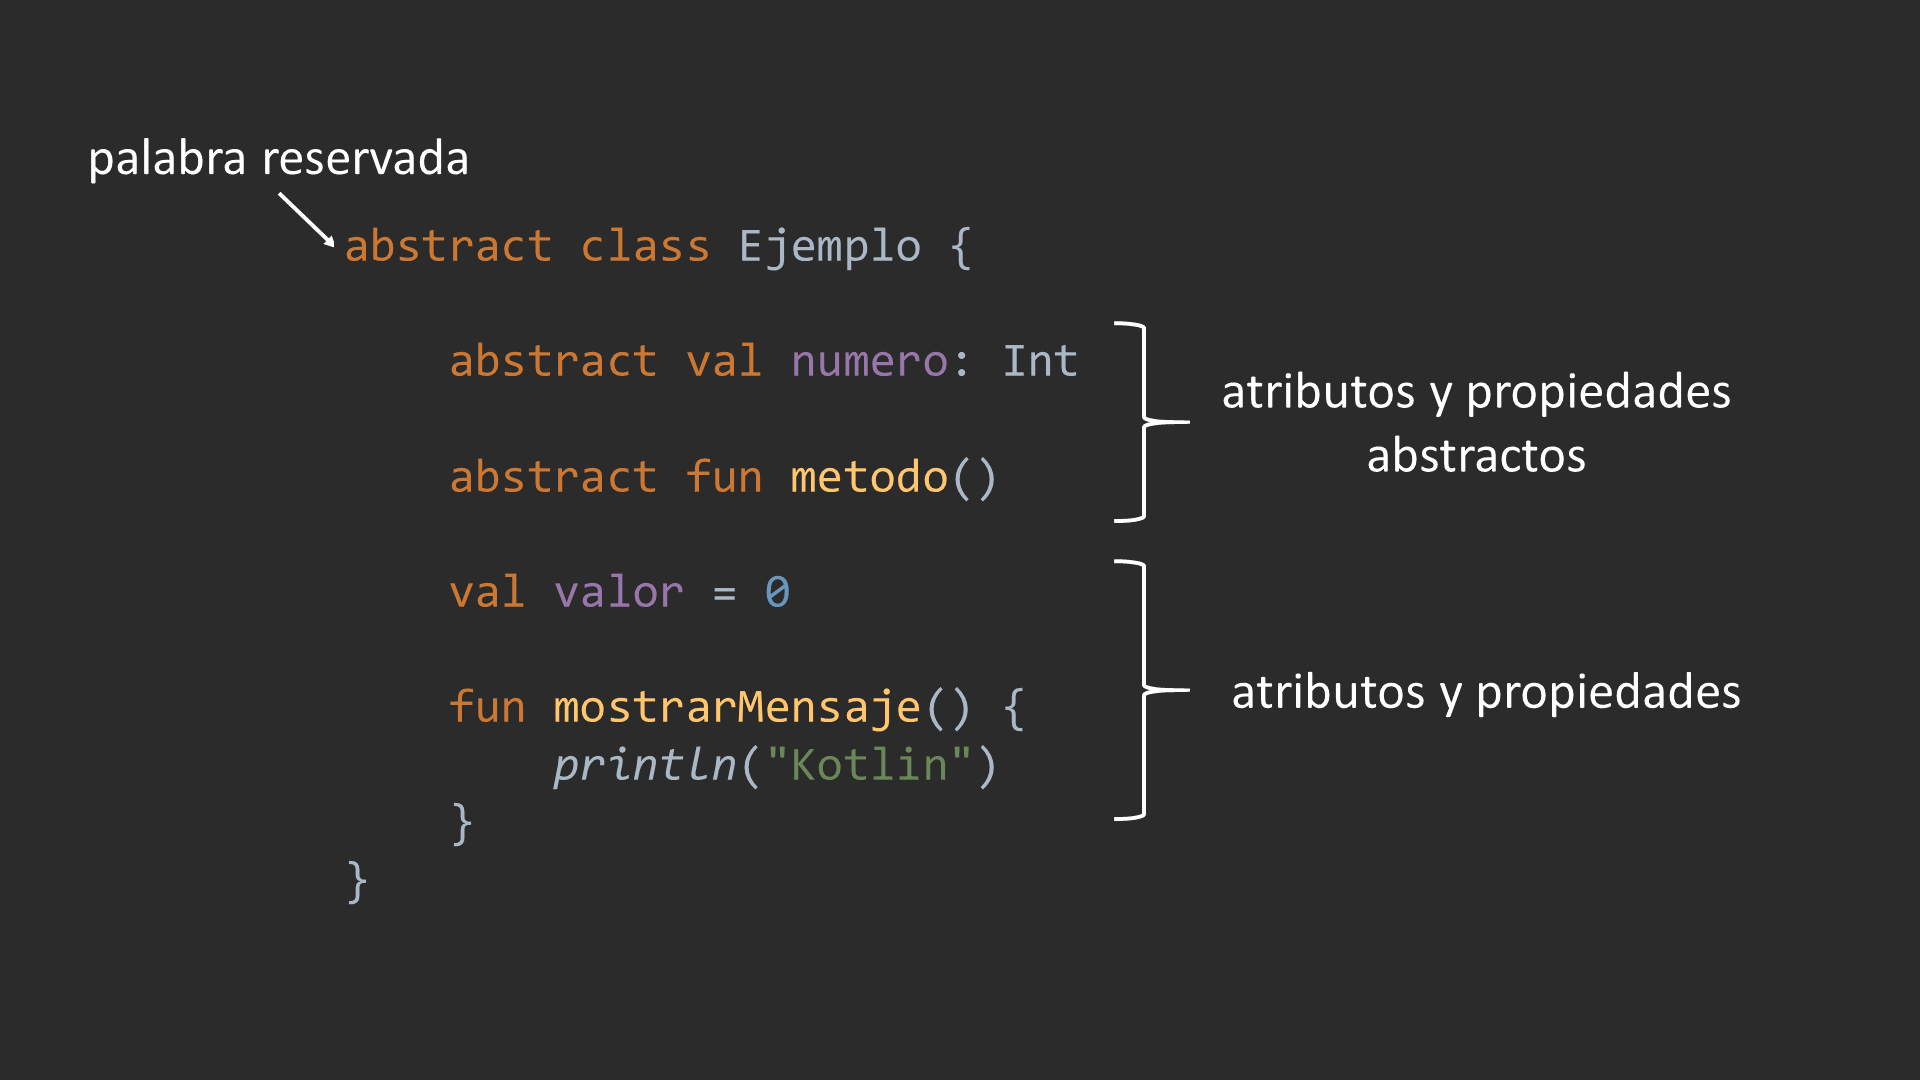 palabra reservada
abstract class Ejemplo {
abstract val numero: Int
abstract fun metodo()
atributos y propiedades
abstractos
val valor = 0
fun mostrarMensaje() {
println("Kotlin")
}
}
atributos y propiedades